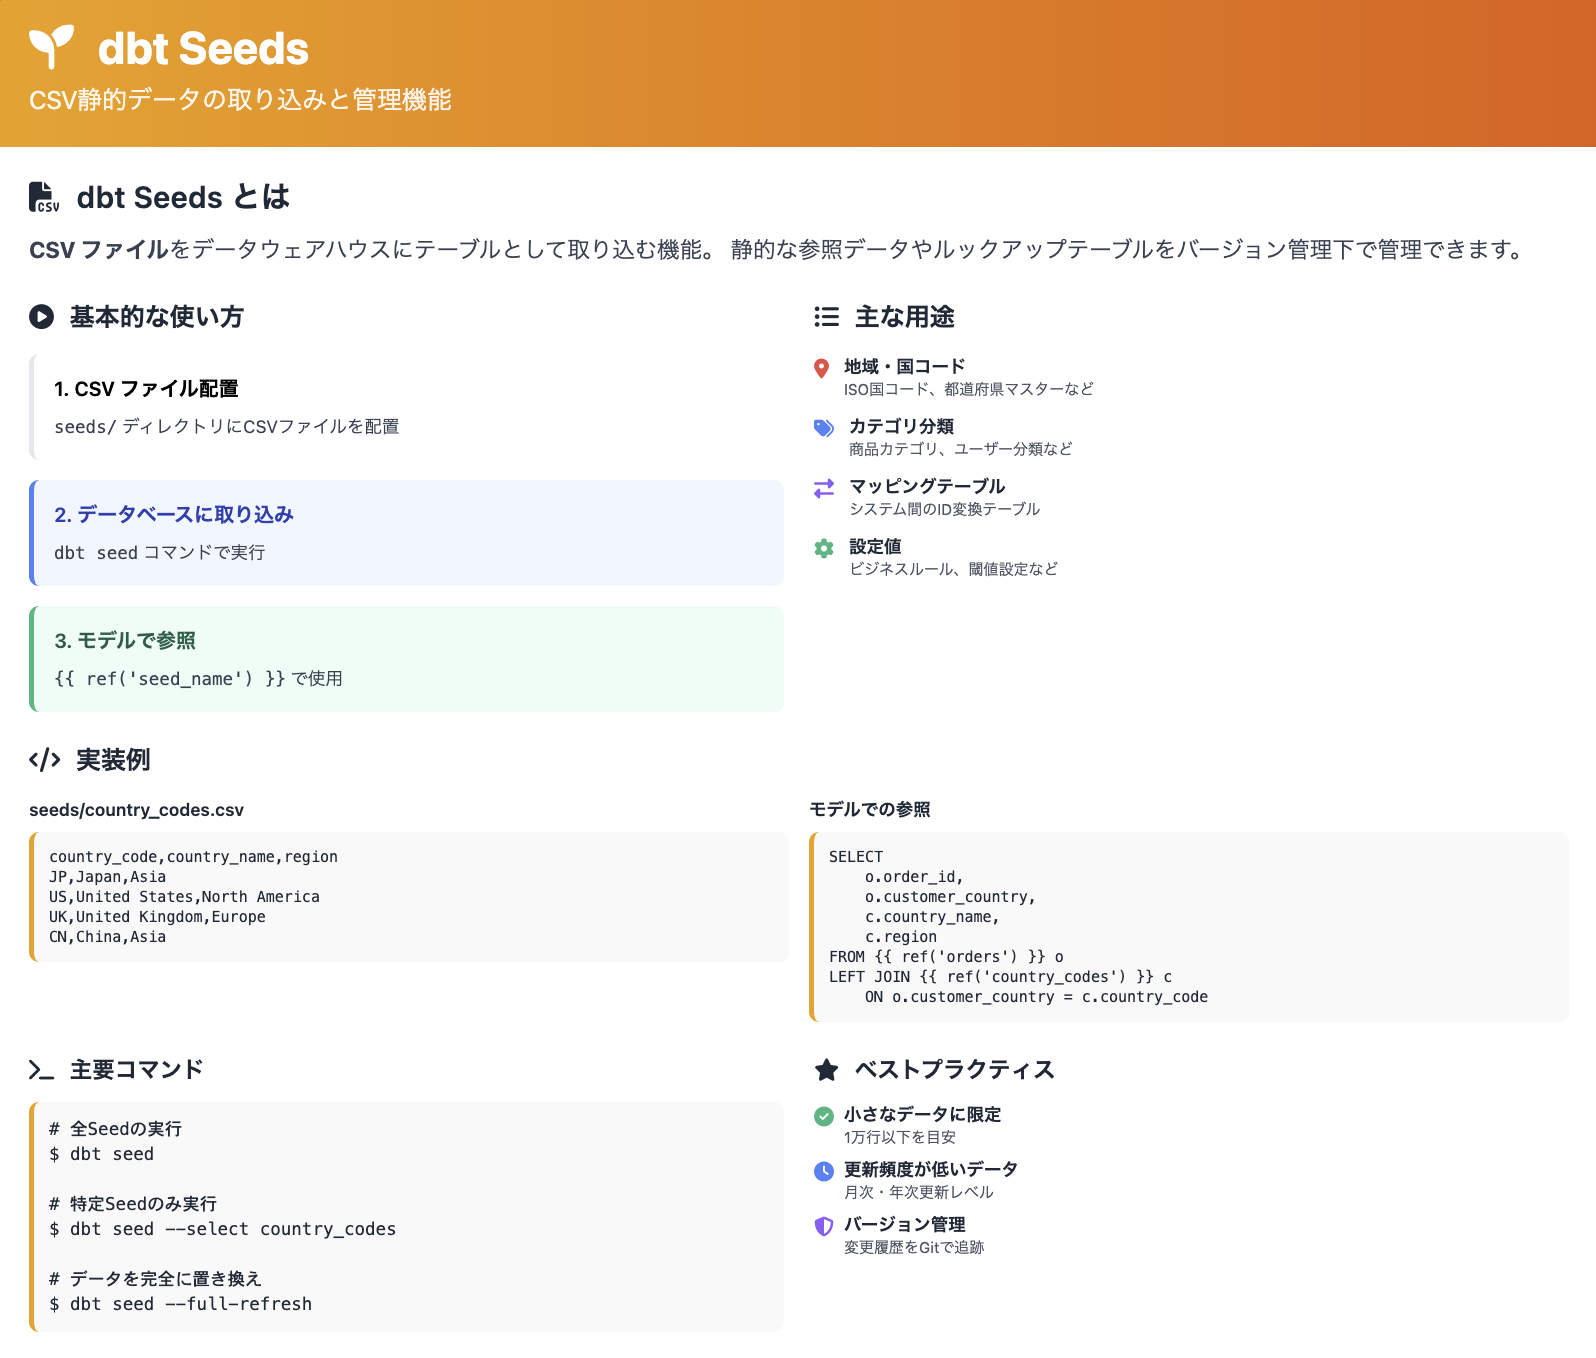 dbt Seeds
CSV静的データの取り込みと管理機能
CSV
dbt Seeds とは
CSV ファイルをデータウェアハウスにテーブルとして取り込む機能。 静的な参照データやルックアップテーブルをバージョン管理下で管理できます。
基本的な使い方
1. CSV ファイル配置
seeds/ ディレクトリにCSVファイルを配置
2. データベースに取り込み
dbt seed コマンドで実行
3. モデルで参照
{{ ref('seed_name') }} で使用
主な用途
地域・国コード
ISO国コード、都道府県マスターなど
カテゴリ分類
商品カテゴリ、ユーザー分類など
マッピングテーブル
システム間のID変換テーブル
設定値
ビジネスルール、閾値設定など
</> 実装例
seeds/country_codes.csv
country_code,country_name,region
JP,Japan,Asia
US,United States,North America
UK,United Kingdom,Europe
CN,China,Asia
モデルでの参照
SELECT
    o.order_id,
    o.customer_country,
    c.country_name,
    c.region
FROM {{ ref('orders') }} o
LEFT JOIN {{ ref('country_codes') }} c
    ON o.customer_country = c.country_code
主要コマンド
# 全Seedの実行
$ dbt seed
# 特定Seedのみ実行
$ dbt seed --select country_codes
# データを完全に置き換え
$ dbt seed --full-refresh
ベストプラクティス
小さなデータに限定
1万行以下を目安
更新頻度が低いデータ
月次・年次更新レベル
バージョン管理
変更履歴をGitで追跡